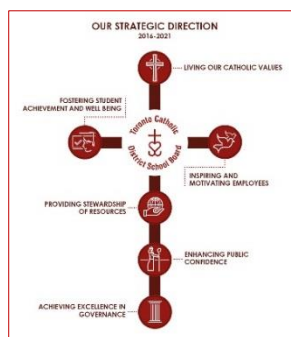 OUR STRATEGIC DIRECTION
2016-2021
LIVING OUR CATHOLIC VALUES
FOSTERING STUDENT
ACHIEVEMENT AND WELL BEING
Toronto Catholic
District School Board
INSPIRING AND
MOTIVATING EMPLOYEES
PROVIDING STEWARDSHIP
OF RESOURCES
ENHANCING PUBLIC
CONFIDENCE
ACHIEVING EXCELLENCE IN
GOVERNANCE